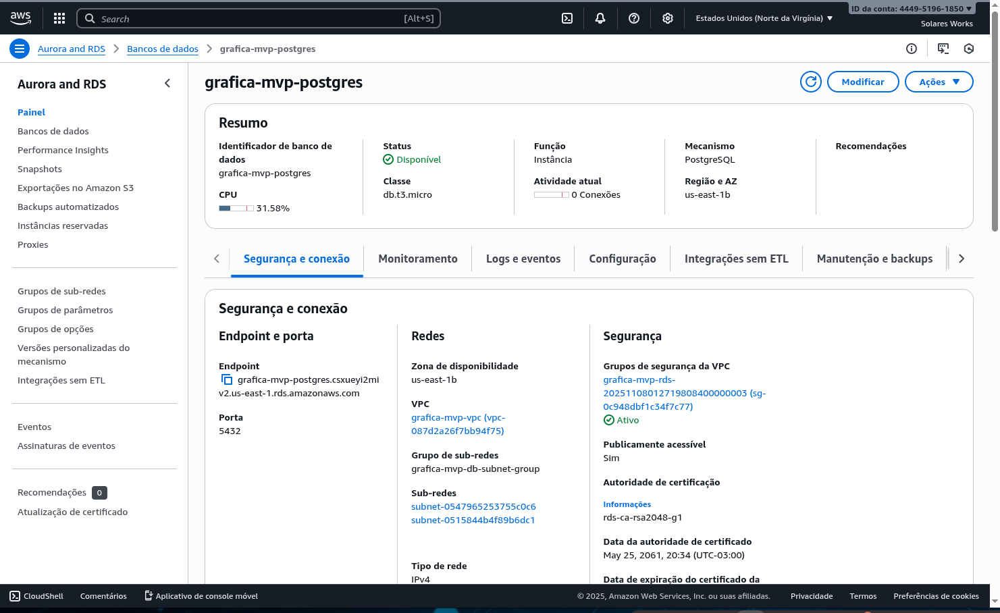 aws
Search
[Alt+S]
Estados Unidos (Norte da Virgínia)
ID da conta: 4449-5196-1850
Solares Works
Aurora and RDS
Bancos de dados
grafica-mvp-postgres
Aurora and RDS
Painel
Bancos de dados
Performance Insights
Snapshots
Exportações no Amazon S3
Backups automatizados
Instâncias reservadas
Proxies
Grupos de sub-redes
Grupos de parâmetros
Grupos de opções
Versões personalizadas do
mecanismo
Integrações sem ETL
Eventos
Assinaturas de eventos
Recomendações 0
Atualização de certificado
grafica-mvp-postgres
Modificar
Ações
Resumo
Identificador de banco de
dados
grafica-mvp-postgres
CPU
31.58%
Status
Disponível
Classe
db.t3.micro
Função
Instância
Atividade atual
0 Conexões
Mecanismo
PostgreSQL
Região e AZ
us-east-1b
Recomendações
Segurança e conexão
Monitoramento
Logs e eventos
Configuração
Integrações sem ETL
Manutenção e backups
Segurança e conexão
Endpoint e porta
Endpoint
grafica-mvp-postgres.csxueyi2mi
v2.us-east-1.rds.amazonaws.com
Porta
5432
Redes
Zona de disponibilidade
us-east-1b
VPC
grafica-mvp-vpc (vpc-
087d2a26f7bb94f75)
Grupo de sub-redes
grafica-mvp-db-subnet-group
Sub-redes
subnet-0547965253755c0c6
subnet-0515844b4f89b6dc1
Tipo de rede
IPv4
Segurança
Grupos de segurança da VPC
grafica-mvp-rds-
20251108012719808400000003 (sg-
0c948dbf1c34f7c77)
Ativo
Publicamente acessível
Sim
Autoridade de certificação
Informações
rds-ca-rsa2048-g1
Data da autoridade de certificado
May 25, 2061, 20:34 (UTC-03:00)
Data de expiração do certificado da
CloudShell
Comentários
Aplicativo de console móvel
© 2025, Amazon Web Services, Inc. ou suas afiliadas.
Privacidade
Termos
Preferências de cookies